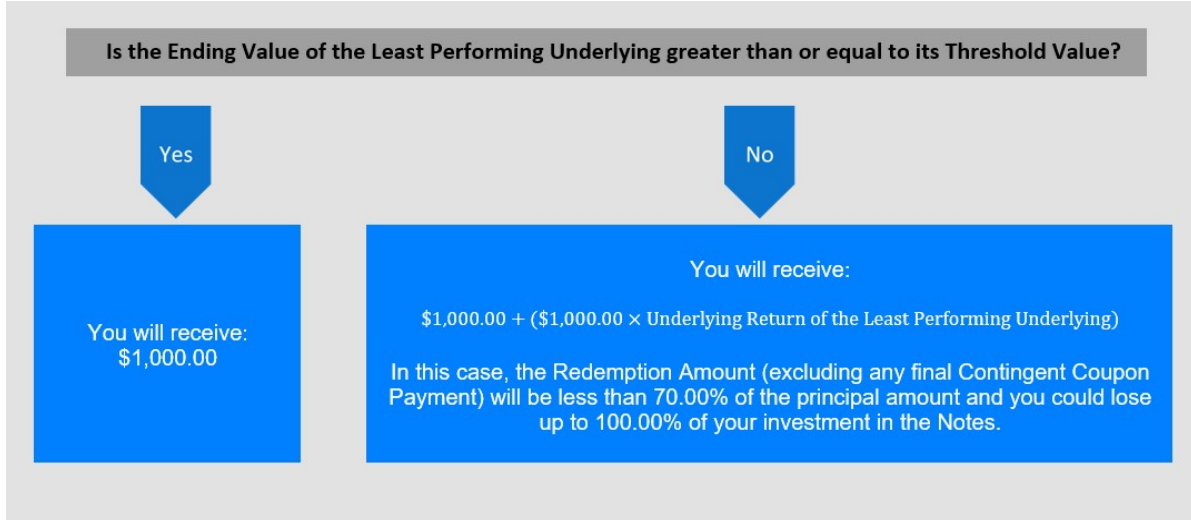 Is the Ending Value of the Least Performing Underlying greater than or equal to its Threshold Value?
Yes
No
You will receive:
$1,000.00
You will receive:
$1,000.00 + ($1,000.00 × Underlying Return of the Least Performing Underlying)
In this case, the Redemption Amount (excluding any final Contingent Coupon
Payment) will be less than 70.00% of the principal amount and you could lose
up to 100.00% of your investment in the Notes.